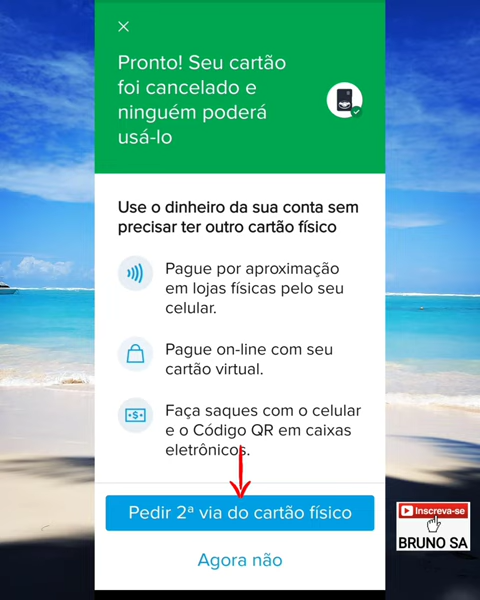 Pronto! Seu cartão
foi cancelado e
ninguém poderá
usá-lo
Use o dinheiro da sua conta sem
precisar ter outro cartão físico
Pague por aproximação
em lojas físicas pelo seu
celular.
Pague on-line com seu
cartão virtual.
Faça saques com o celular
e o Código QR em caixas
eletrônicos.
Pedir 2ª via do cartão físico
Agora não
Inscreva-se
BRUNO SA